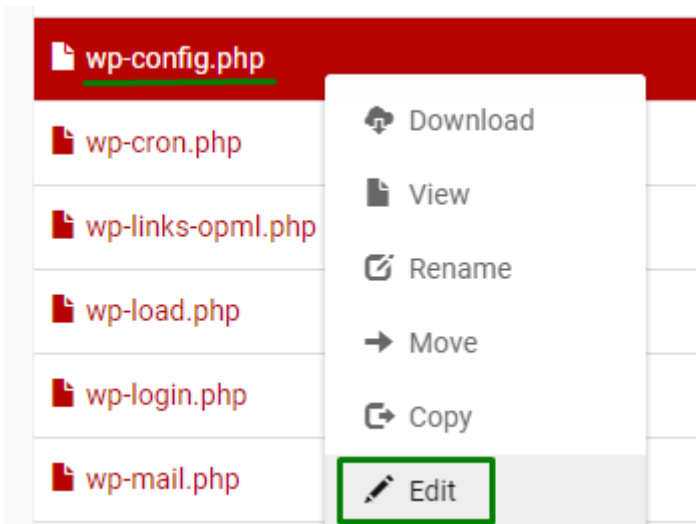 wp-config.php
Download
wp-cron.php
View
wp-links-opml.php
Rename
wp-load.php
Move
wp-login.php
Copy
wp-mail.php
Edit